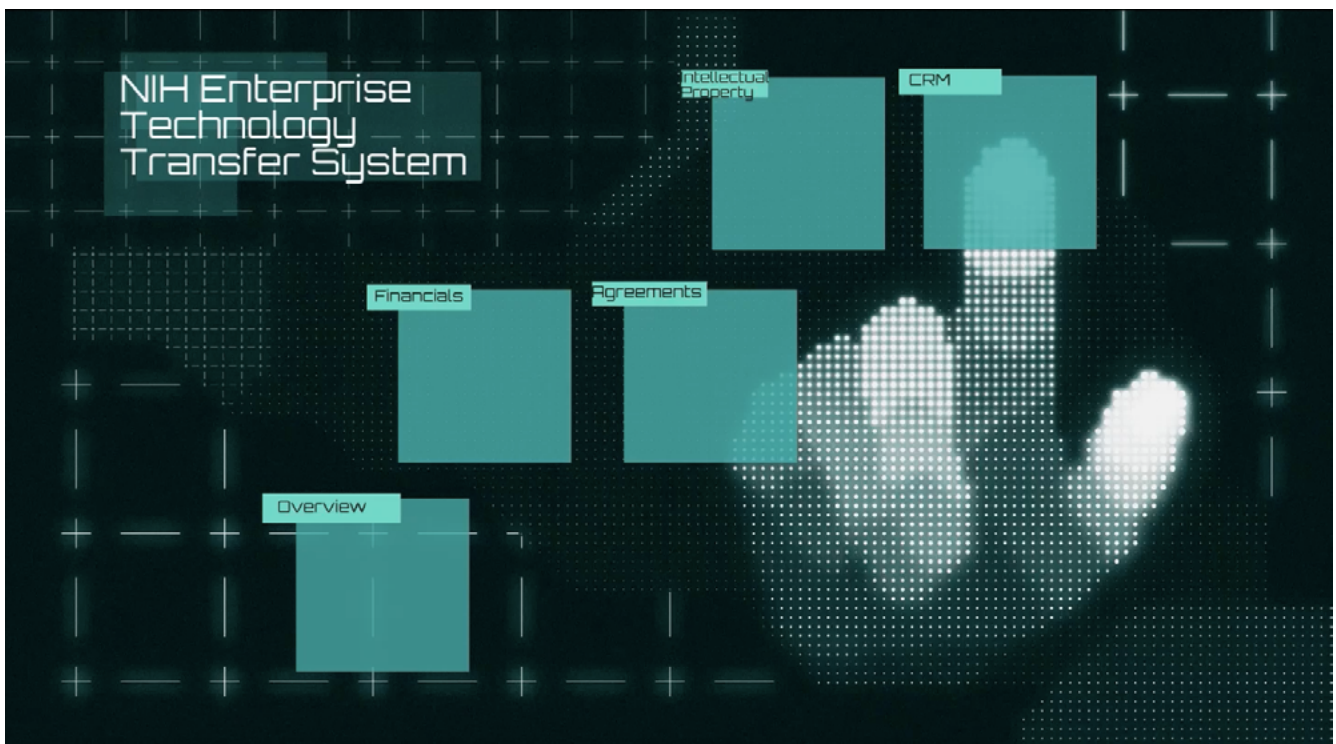 NIH Enterprise
Technology
Transfer System
Intellectual
Property
CRM
Financials
Agreements
Overview